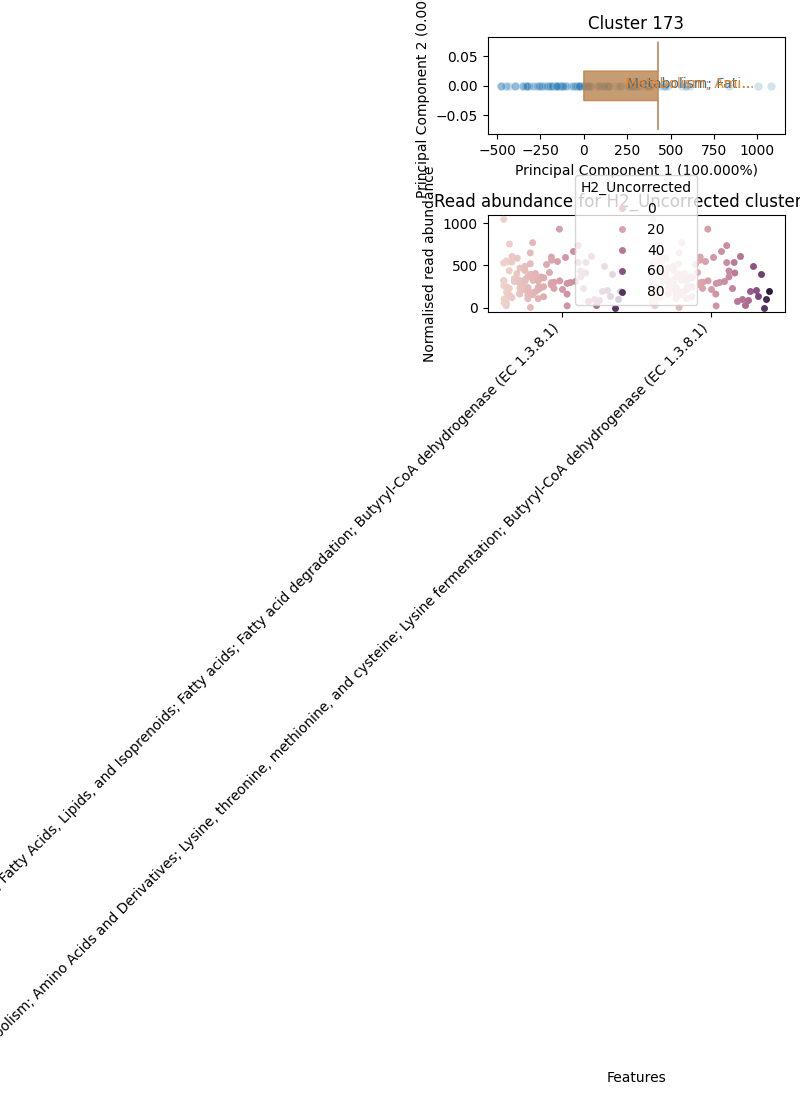 Cluster 173
Principal Component 2 (0.00
0.05
0.00
−0.05
−500
−250
0
250
500
750
1000
Principal Component 1 (100.000%)
Read abundance for H2_Uncorrected cluster
Normalised read abundance
1000
500
0
H2_Uncorrected
0
20
40
60
80
Fatty Acids, Lipids, and Isoprenoids; Fatty acids; Fatty acid degradation; Butyryl-CoA dehydrogenase (EC 1.3.8.1)
olism; Amino Acids and Derivatives; Lysine, threonine, methionine, and cysteine; Lysine fermentation; Butyryl-CoA dehydrogenase (EC 1.3.8.1)
Features